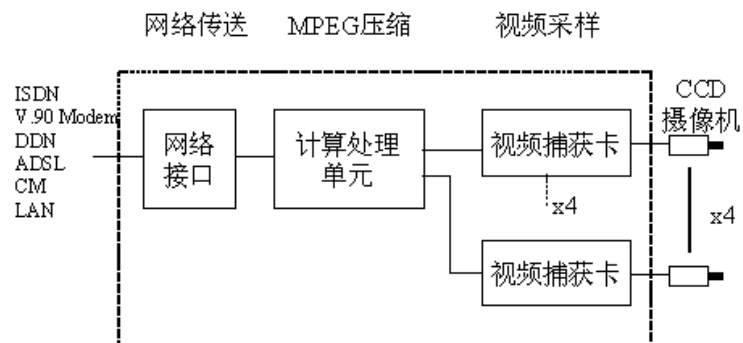 网络传送 MPEG压缩 视频采样
ISDN
V.90 Modem
DDN
ADSL
CM
LAN
网络
接口
计算处理
单元
视频捕获卡
x4
视频捕获卡
CCD
摄像机
x4